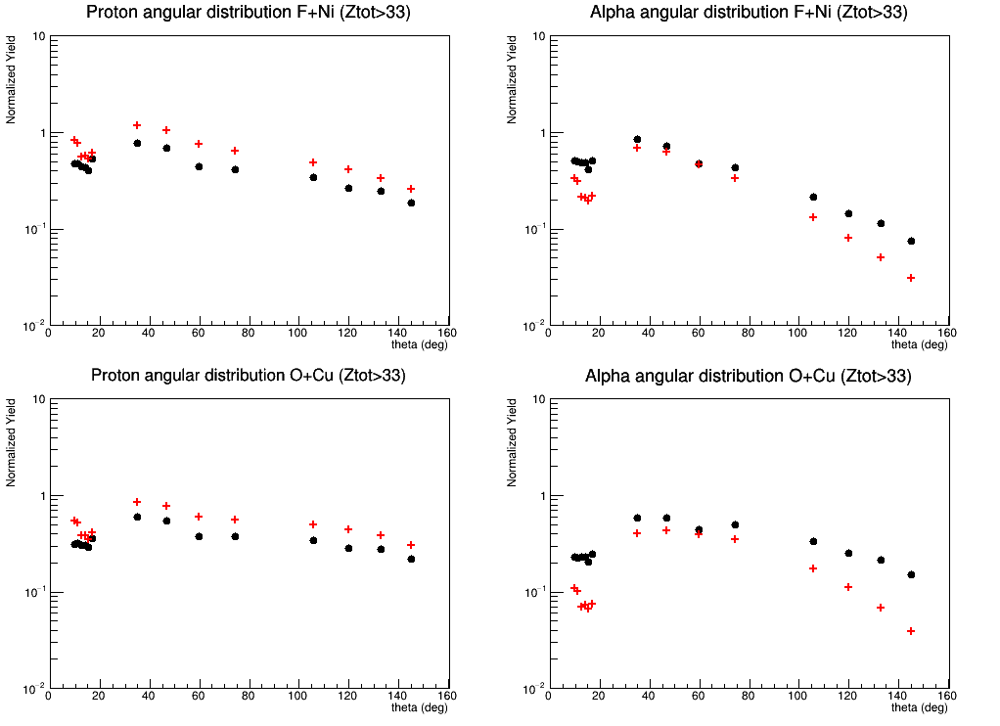 Proton angular distribution F+Ni (Ztot>33)
Normalized Yield
10
1
10⁻¹
10⁻²
0 20 40 60 80 100 120 140 160
theta (deg)
Alpha angular distribution F+Ni (Ztot>33)
Normalized Yield
10
1
10⁻¹
10⁻²
0 20 40 60 80 100 120 140 160
theta (deg)
Proton angular distribution O+Cu (Ztot>33)
Normalized Yield
10
1
10⁻¹
10⁻²
0 20 40 60 80 100 120 140 160
theta (deg)
Alpha angular distribution O+Cu (Ztot>33)
Normalized Yield
10
1
10⁻¹
10⁻²
0 20 40 60 80 100 120 140 160
theta (deg)